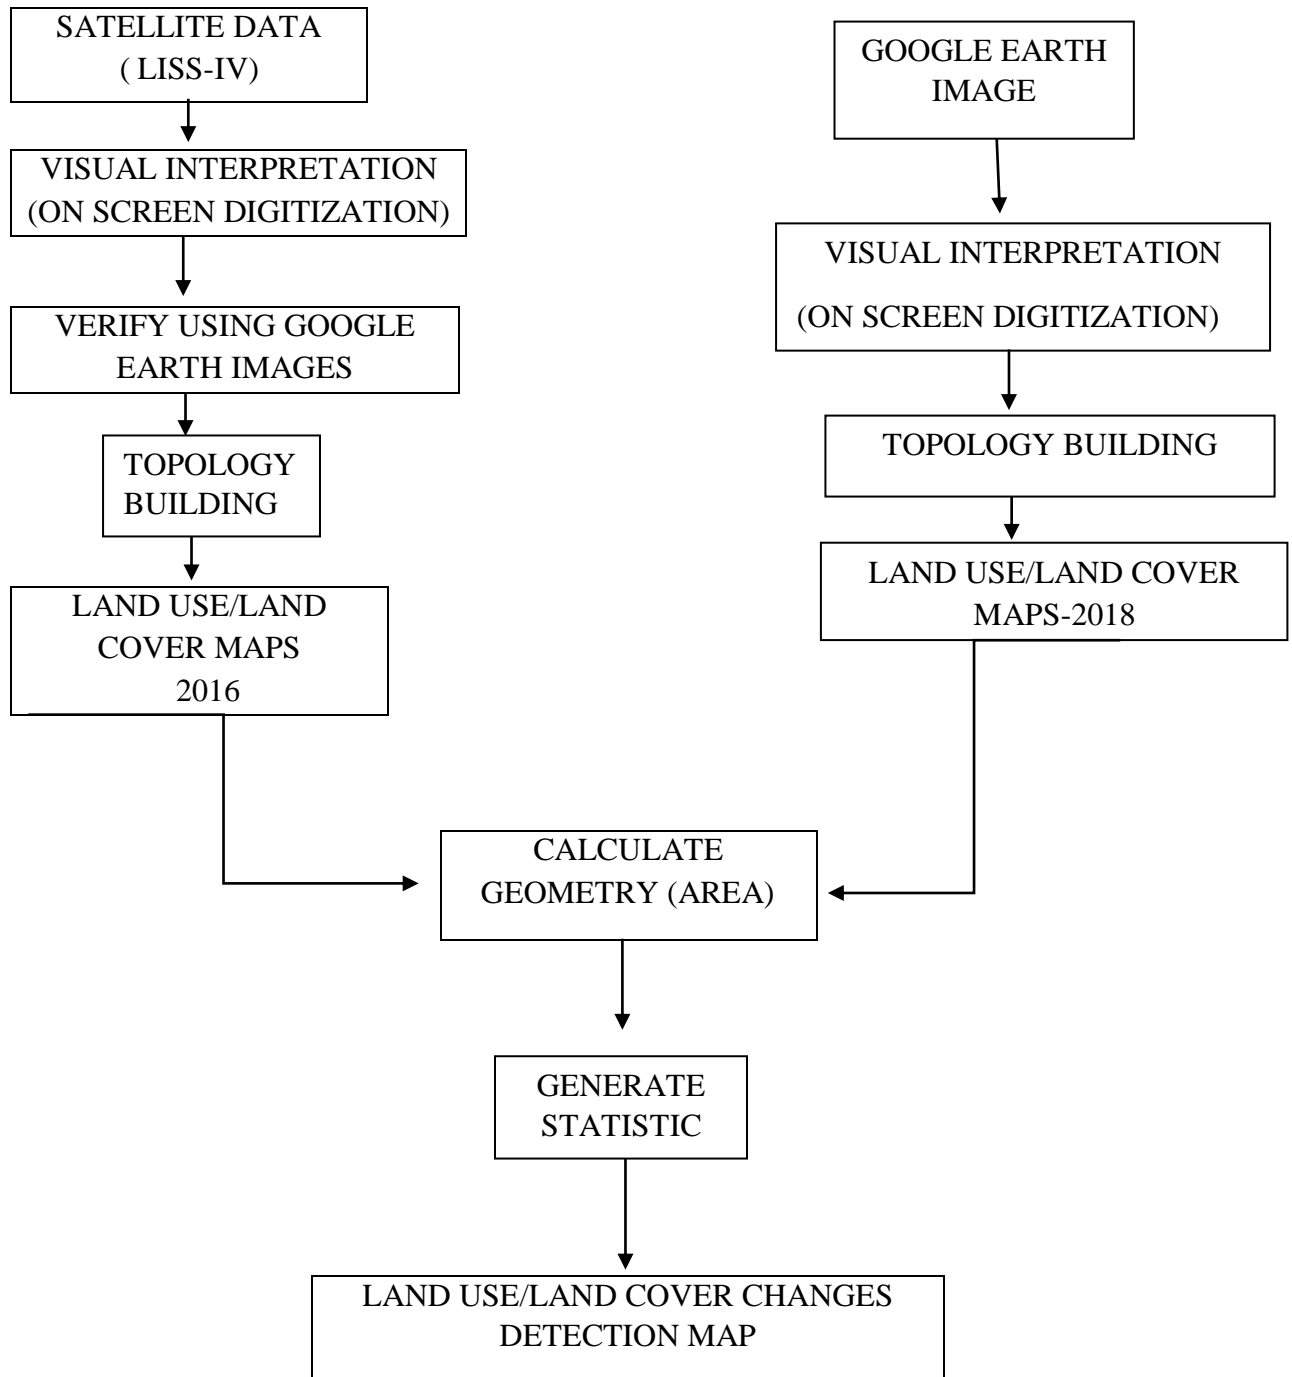 SATELLITE DATA
( LISS-IV)
VISUAL INTERPRETATION
(ON SCREEN DIGITIZATION)
VERIFY USING GOOGLE
EARTH IMAGES
TOPOLOGY
BUILDING
LAND USE/LAND
COVER MAPS
2016
GOOGLE EARTH
IMAGE
VISUAL INTERPRETATION
(ON SCREEN DIGITIZATION)
TOPOLOGY BUILDING
LAND USE/LAND COVER
MAPS-2018
CALCULATE
GEOMETRY (AREA)
GENERATE
STATISTIC
LAND USE/LAND COVER CHANGES
DETECTION MAP